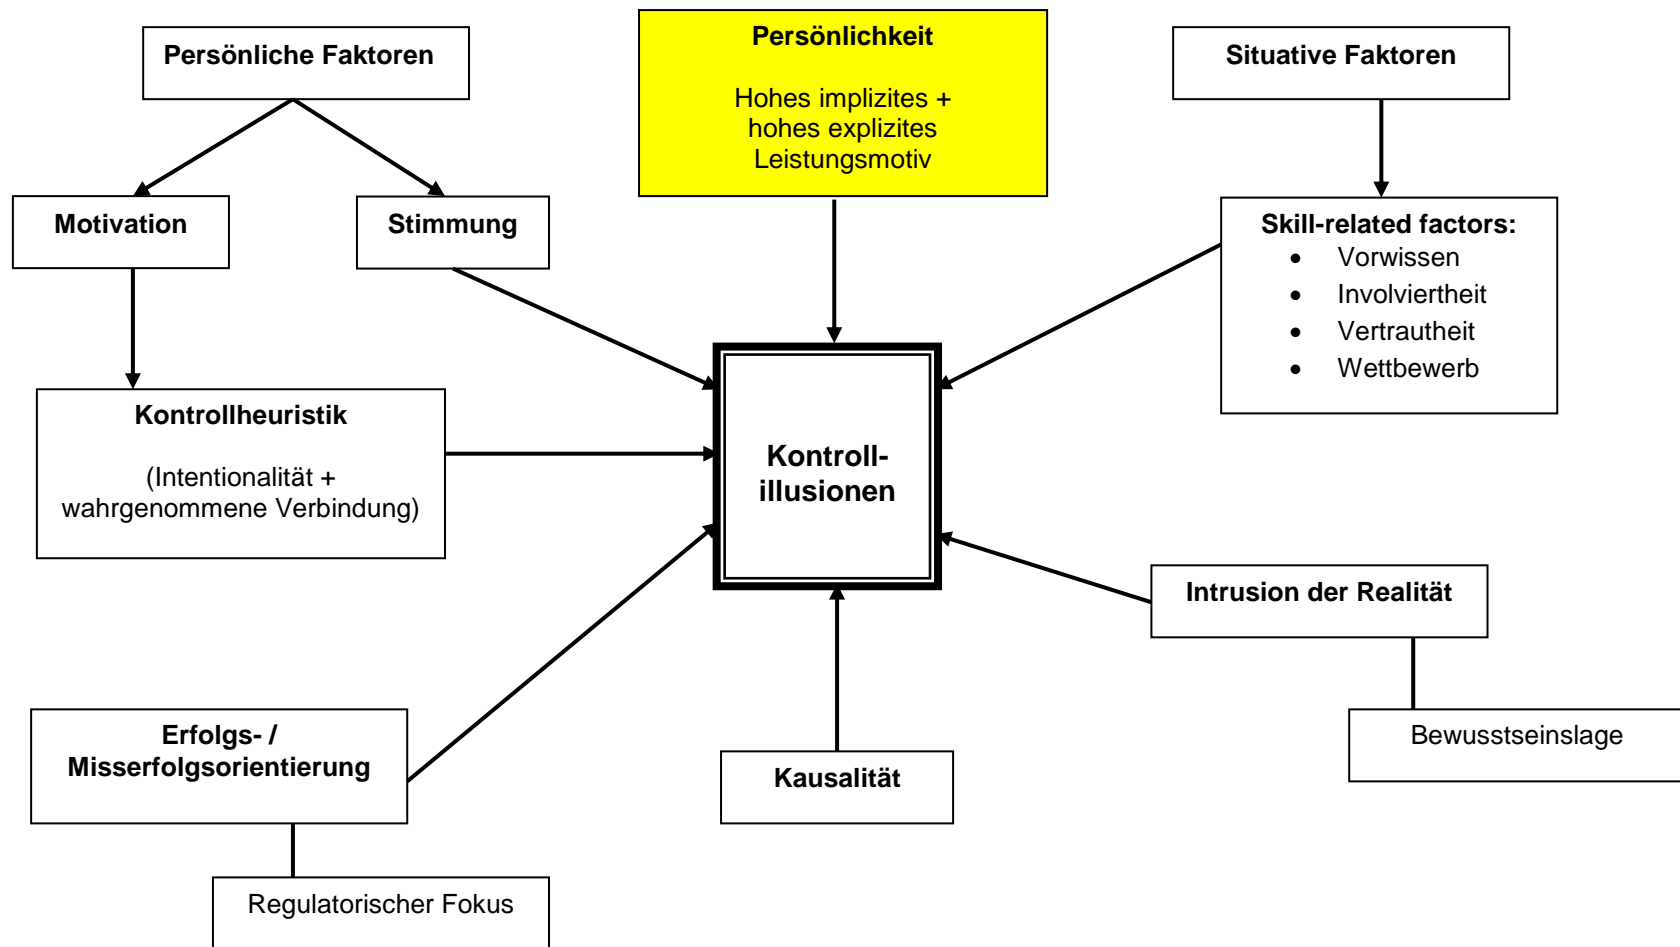 Persönliche Faktoren
Persönlichkeit
Hohes implizites +
hohes explizites
Leistungsmotiv
Situative Faktoren
Motivation
Stimmung
Skill-related factors:
• Vorwissen
• Involviertheit
• Vertrautheit
• Wettbewerb
Kontrollheuristik
(Intentionalität +
wahrgenommene Verbindung)
Kontroll-
illusionen
Intrusion der Realität
Bewusstseinslage
Erfolgs- /
Misserfolgsorientierung
Kausalität
Regulatorischer Fokus